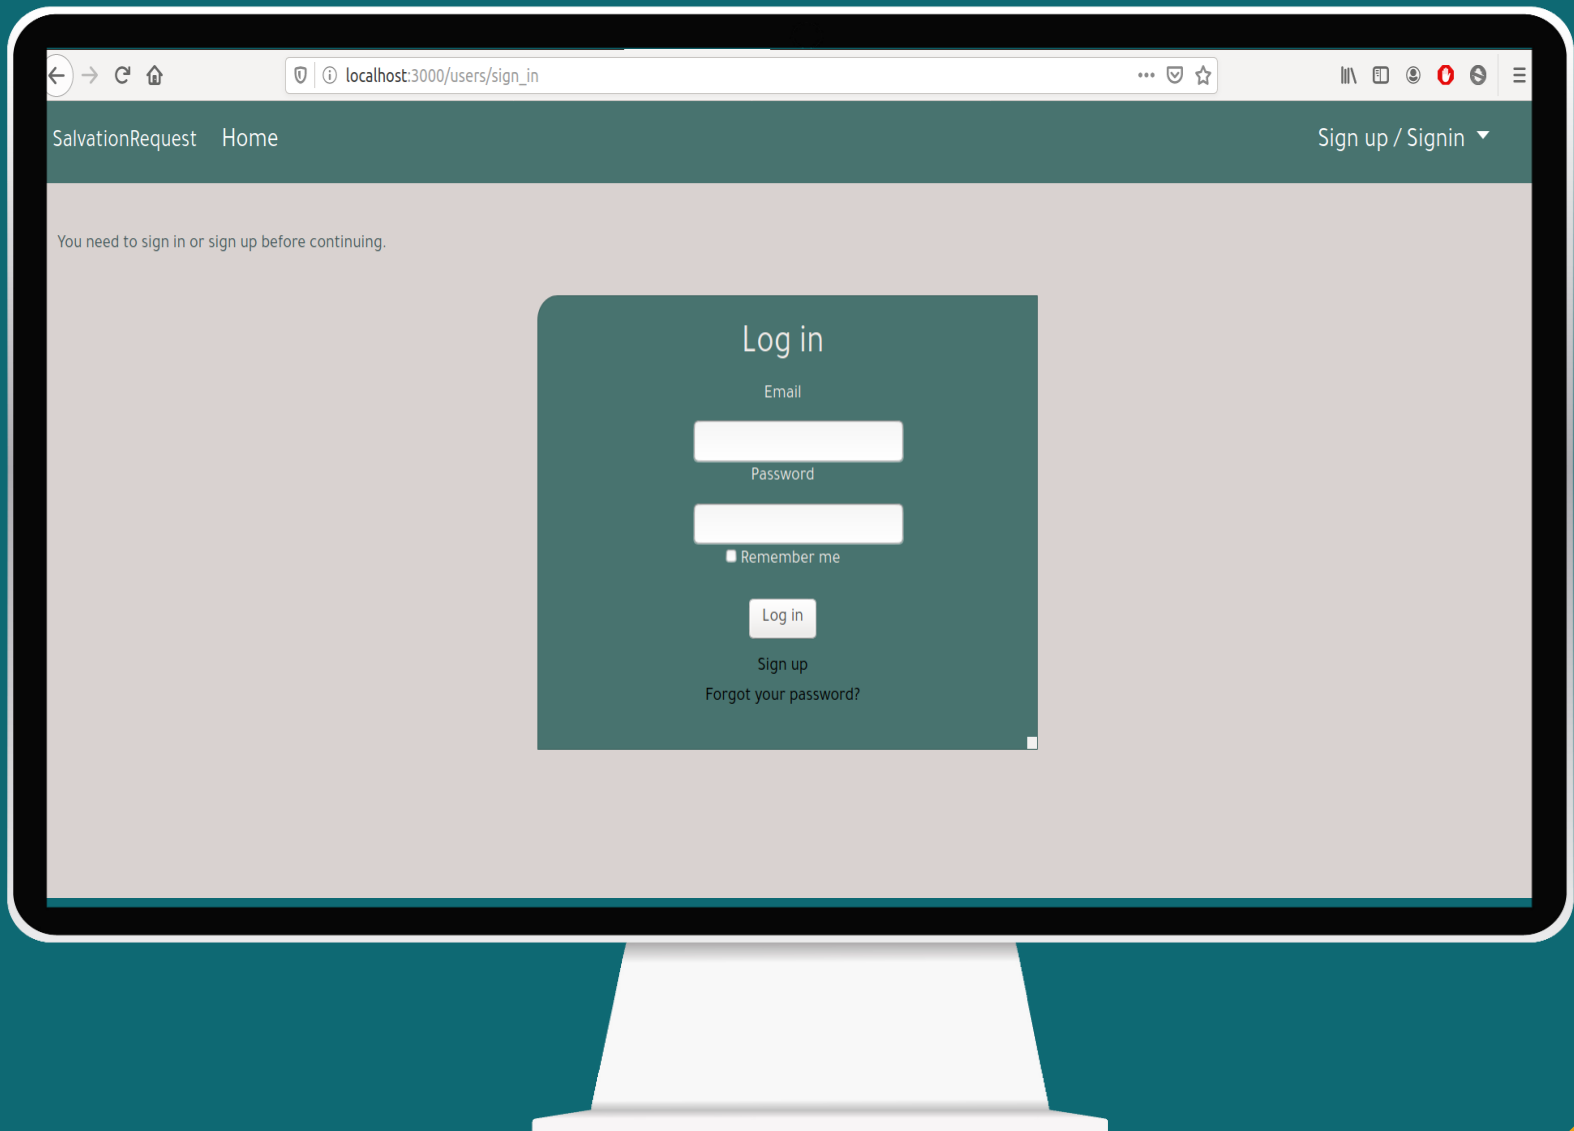 localhost:3000/users/sign_in
SalvationRequest Home Sign up / Signin
You need to sign in or sign up before continuing.
Log in
Email
Password
Remember me
Log in
Sign up
Forgot your password?